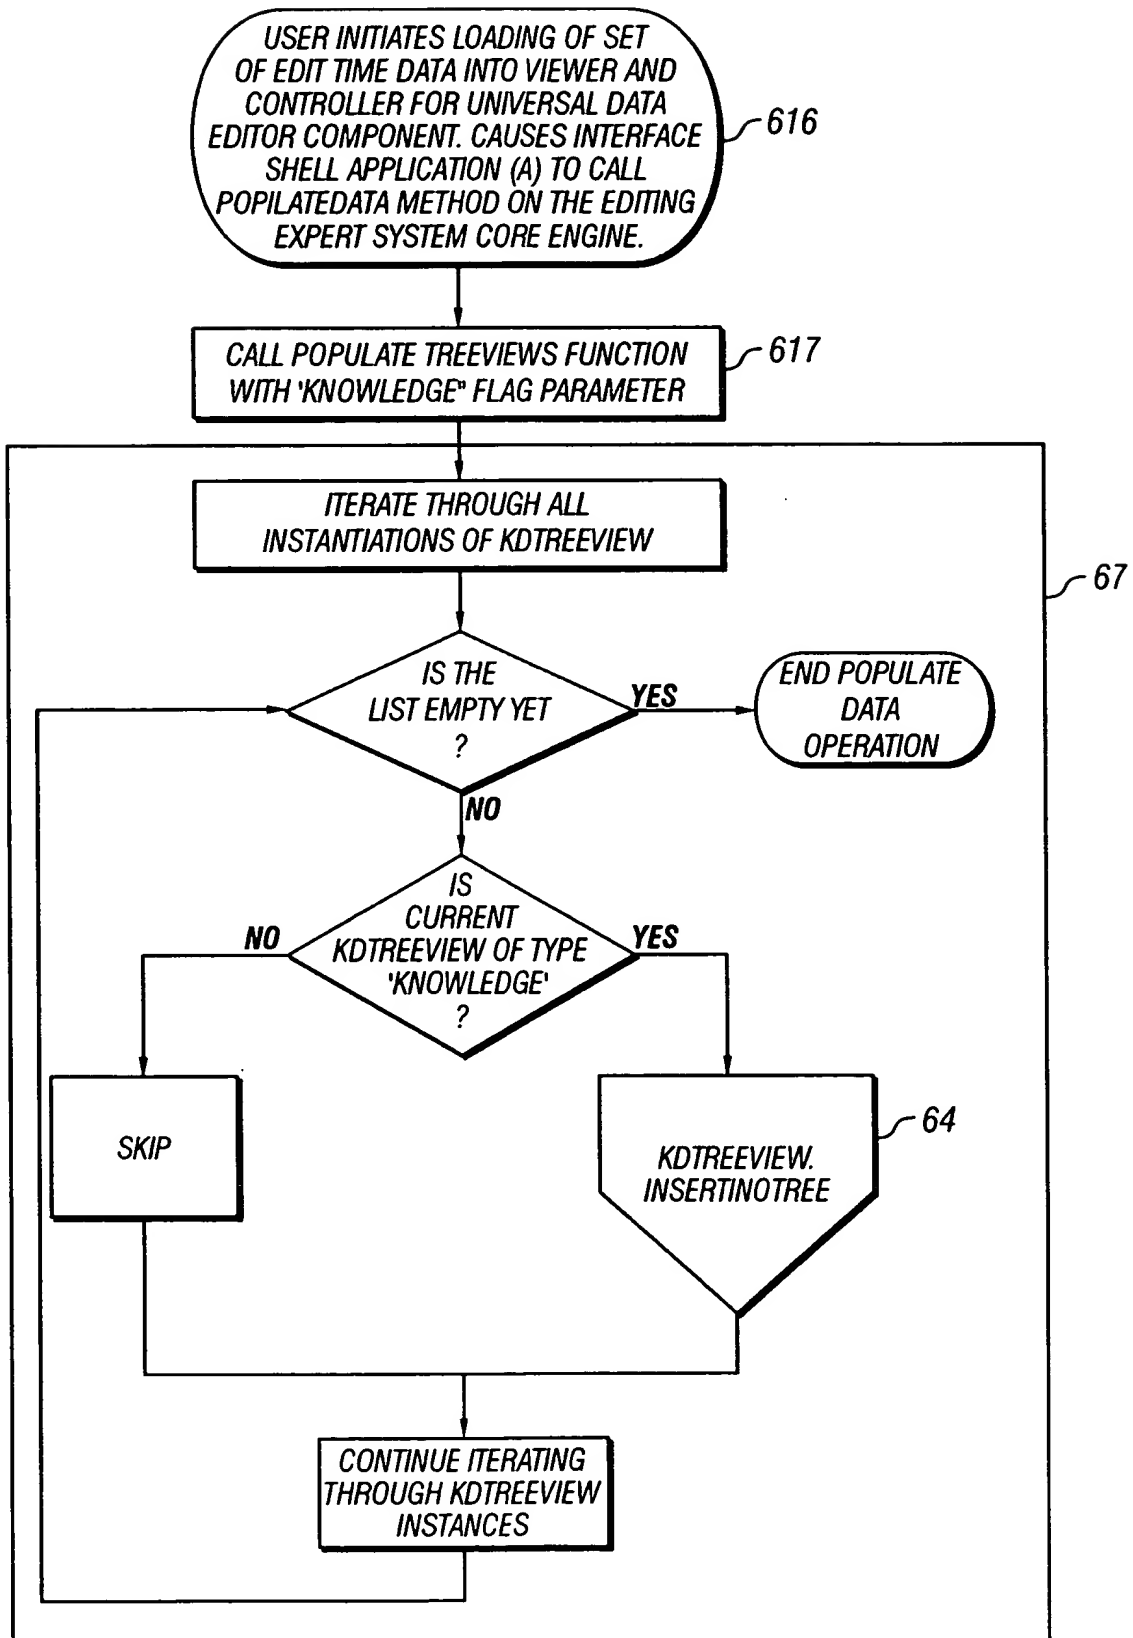 USER INITIATES LOADING OF SET
OF EDIT TIME DATA INTO VIEWER AND
CONTROLLER FOR UNIVERSAL DATA
EDITOR COMPONENT. CAUSES INTERFACE
SHELL APPLICATION (A) TO CALL
POPILATEDATA METHOD ON THE EDITING
EXPERT SYSTEM CORE ENGINE.
616
CALL POPULATE TREEVIEWS FUNCTION
WITH 'KNOWLEDGE" FLAG PARAMETER
617
ITERATE THROUGH ALL
INSTANTIATIONS OF KDTREEVIEW
67
IS THE
LIST EMPTY YET
?
YES
END POPULATE
DATA
OPERATION
NO
IS
CURRENT
KDTREEVIEW OF TYPE
'KNOWLEDGE'
?
NO
YES
SKIP
KDTREEVIEW.
INSERTINOTREE
64
CONTINUE ITERATING
THROUGH KDTREEVIEW
INSTANCES